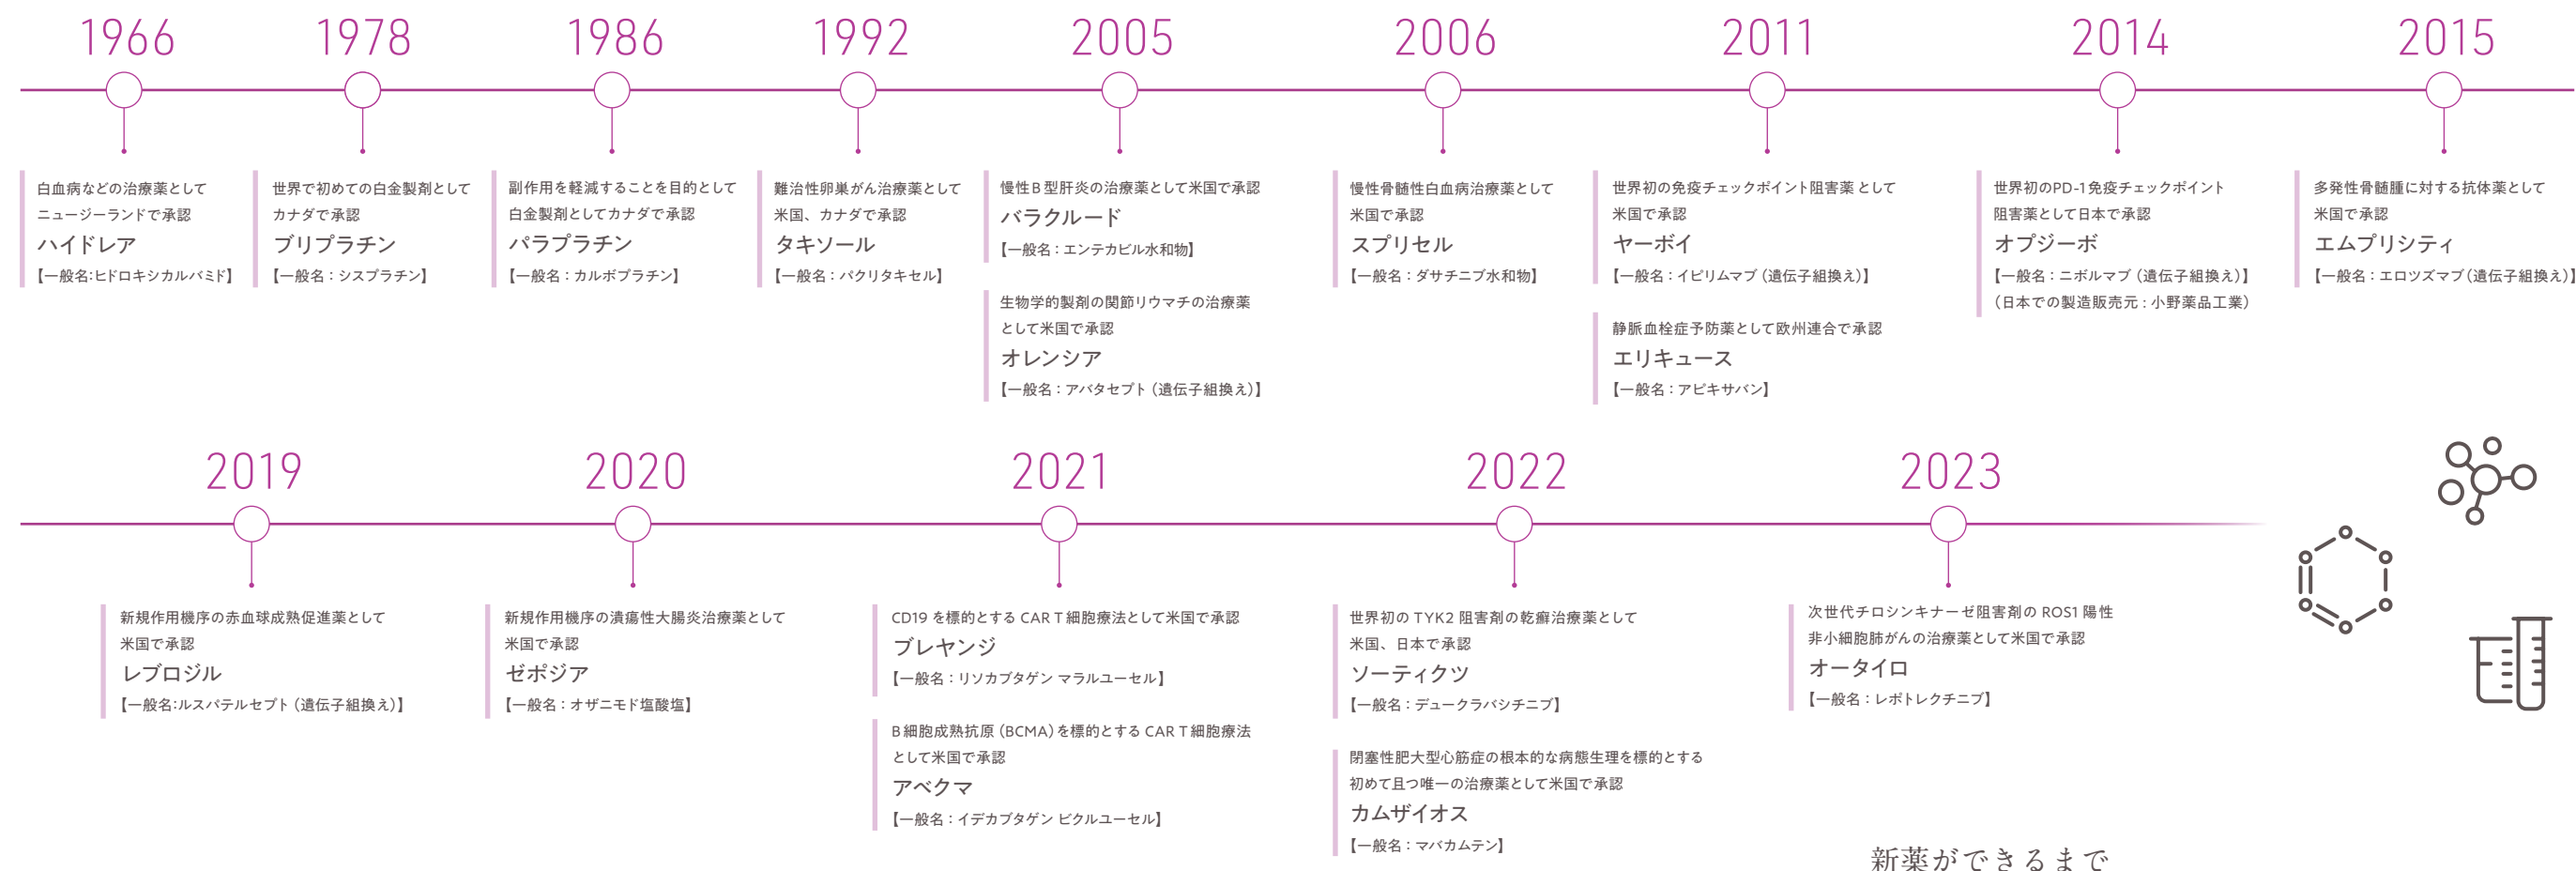 1966
白血病などの治療薬として
ニュージーランドで承認
ハイドレア
【一般名:ヒドロキシカルバミド】
1978
世界で初めての白金製剤として
カナダで承認
ブリプラチン
【一般名：シスプラチン】
1986
副作用を軽減することを目的として
白金製剤としてカナダで承認
パラプラチン
【一般名：カルボプラチン】
1992
難治性卵巣がん治療薬として
米国、カナダで承認
タキソール
【一般名：パクリタキセル】
2005
慢性B型肝炎の治療薬として米国で承認
バラクルード
【一般名：エンテカビル水和物】
生物学的製剤の関節リウマチの治療薬
として米国で承認
オレンシア
【一般名：アバタセプト（遺伝子組換え）】
2006
慢性骨髄性白血病治療薬として
米国で承認
スプリセル
【一般名：ダサチニブ水和物】
2011
世界初の免疫チェックポイント阻害薬 として
米国で承認
ヤーボイ
【一般名：イピリムマブ（遺伝子組換え）】
静脈血栓症予防薬として欧州連合で承認
エリキュース
【一般名：アピキサバン】
2014
世界初のPD-1免疫チェックポイント
阻害薬として日本で承認
オプジーボ
【一般名：ニボルマブ（遺伝子組換え）】
（日本での製造販売元：小野薬品工業）
2015
多発性骨髄腫に対する抗体薬として
米国で承認
エムプリシティ
【一般名：エロツズマブ（遺伝子組換え）】
2019
新規作用機序の赤血球成熟促進薬として
米国で承認
レブロジル
【一般名:ルスパテルセプト（遺伝子組換え）】
2020
新規作用機序の潰瘍性大腸炎治療薬として
米国で承認
ゼポジア
【一般名：オザニモド塩酸塩】
2021
CD19 を標的とする CAR T 細胞療法として米国で承認
ブレヤンジ
【一般名：リソカブタゲン マラルユーセル】
B 細胞成熟抗原（BCMA）を標的とする CAR T 細胞療法
として米国で承認
アベクマ
【一般名：イデカブタゲン ビクルユーセル】
2022
世界初の TYK2 阻害剤の乾癬治療薬として
米国、日本で承認
ソーティクツ
【一般名：デュークラバシチニブ】
閉塞性肥大型心筋症の根本的な病態生理を標的とする
初めて且つ唯一の治療薬として米国で承認
カムザイオス
【一般名：マバカムテン】
2023
次世代チロシンキナーゼ阻害剤の ROS1 陽性
非小細胞肺がんの治療薬として米国で承認
オータイロ
【一般名：レポトレクチニブ】
新薬ができるまで